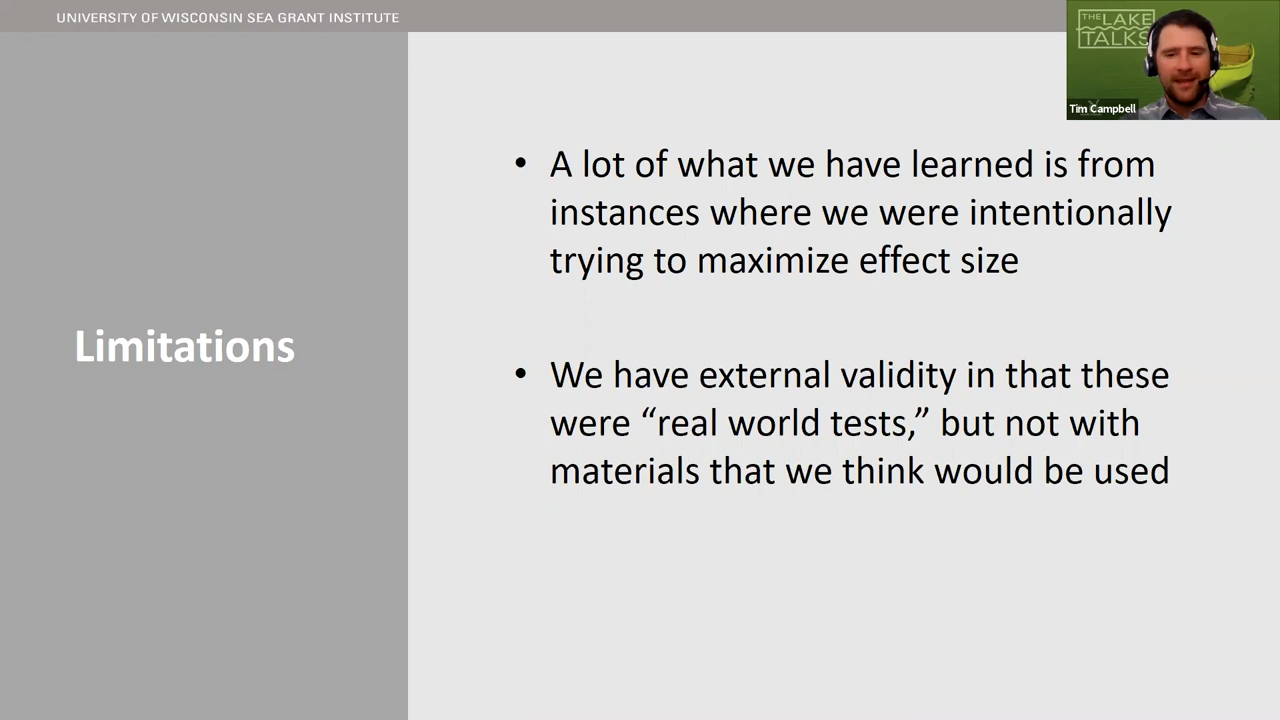 UNIVERSITY OF WISCONSIN SEA GRANT INSTITUTE
THE LAKE
TALKS
Tim Campbell
Limitations
• A lot of what we have learned is from
instances where we were intentionally
trying to maximize effect size
• We have external validity in that these
were “real world tests,” but not with
materials that we think would be used